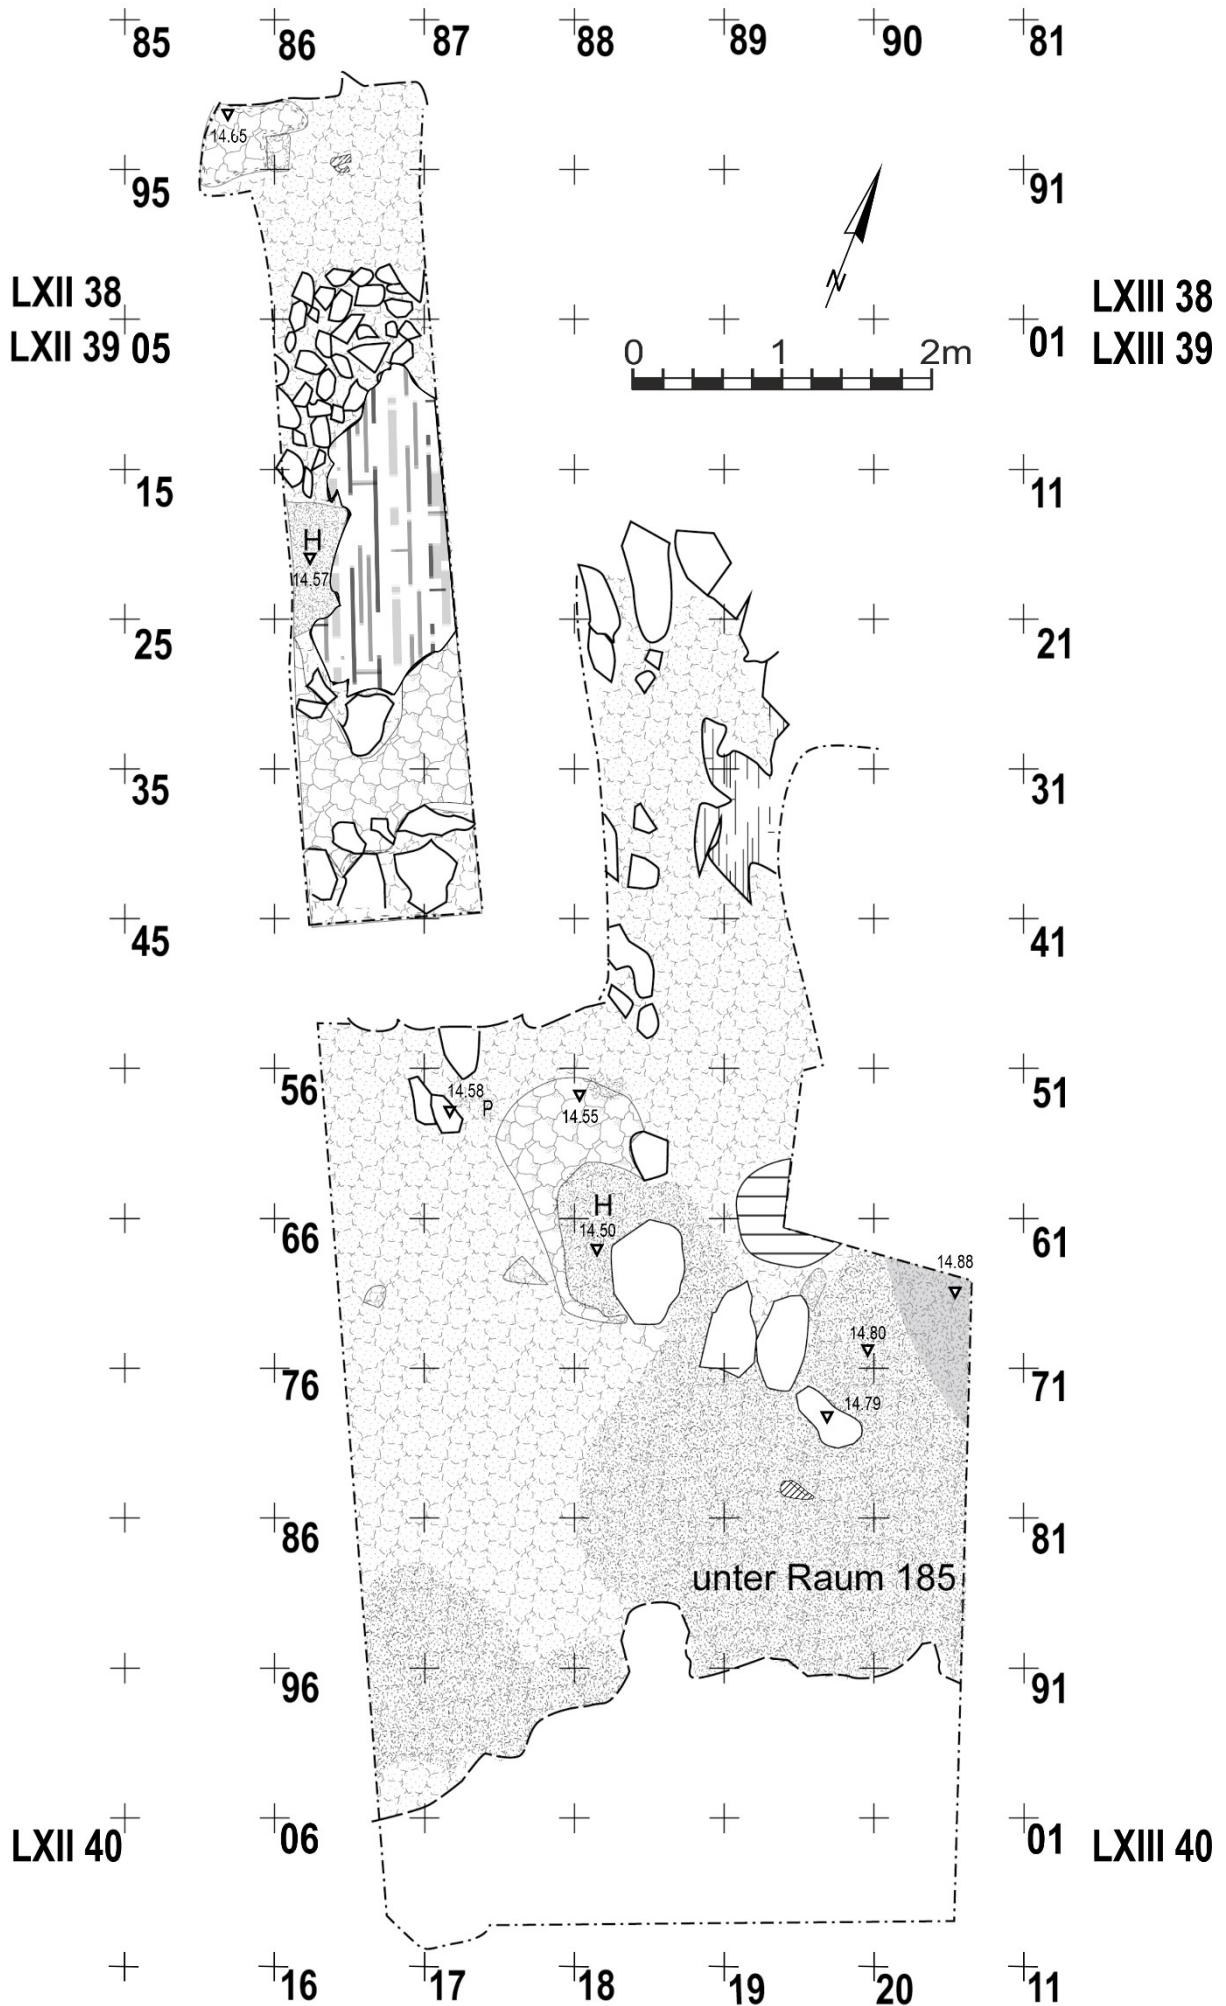 85 86 87 88 89 90 81
14.65
95 91
LXII 38 LXIII 38
LXII 39 05 01 LXIII 39
N
0 1 2m
15 11
H
14.57
25 21
35 31
45 41
56 51
14.58
P
14.55
H
66 14.50 61
14.88
14.80
76 71
14.79
86 81
unter Raum 185
96 91
LXII 40 06 01 LXIII 40
16 17 18 19 20 11